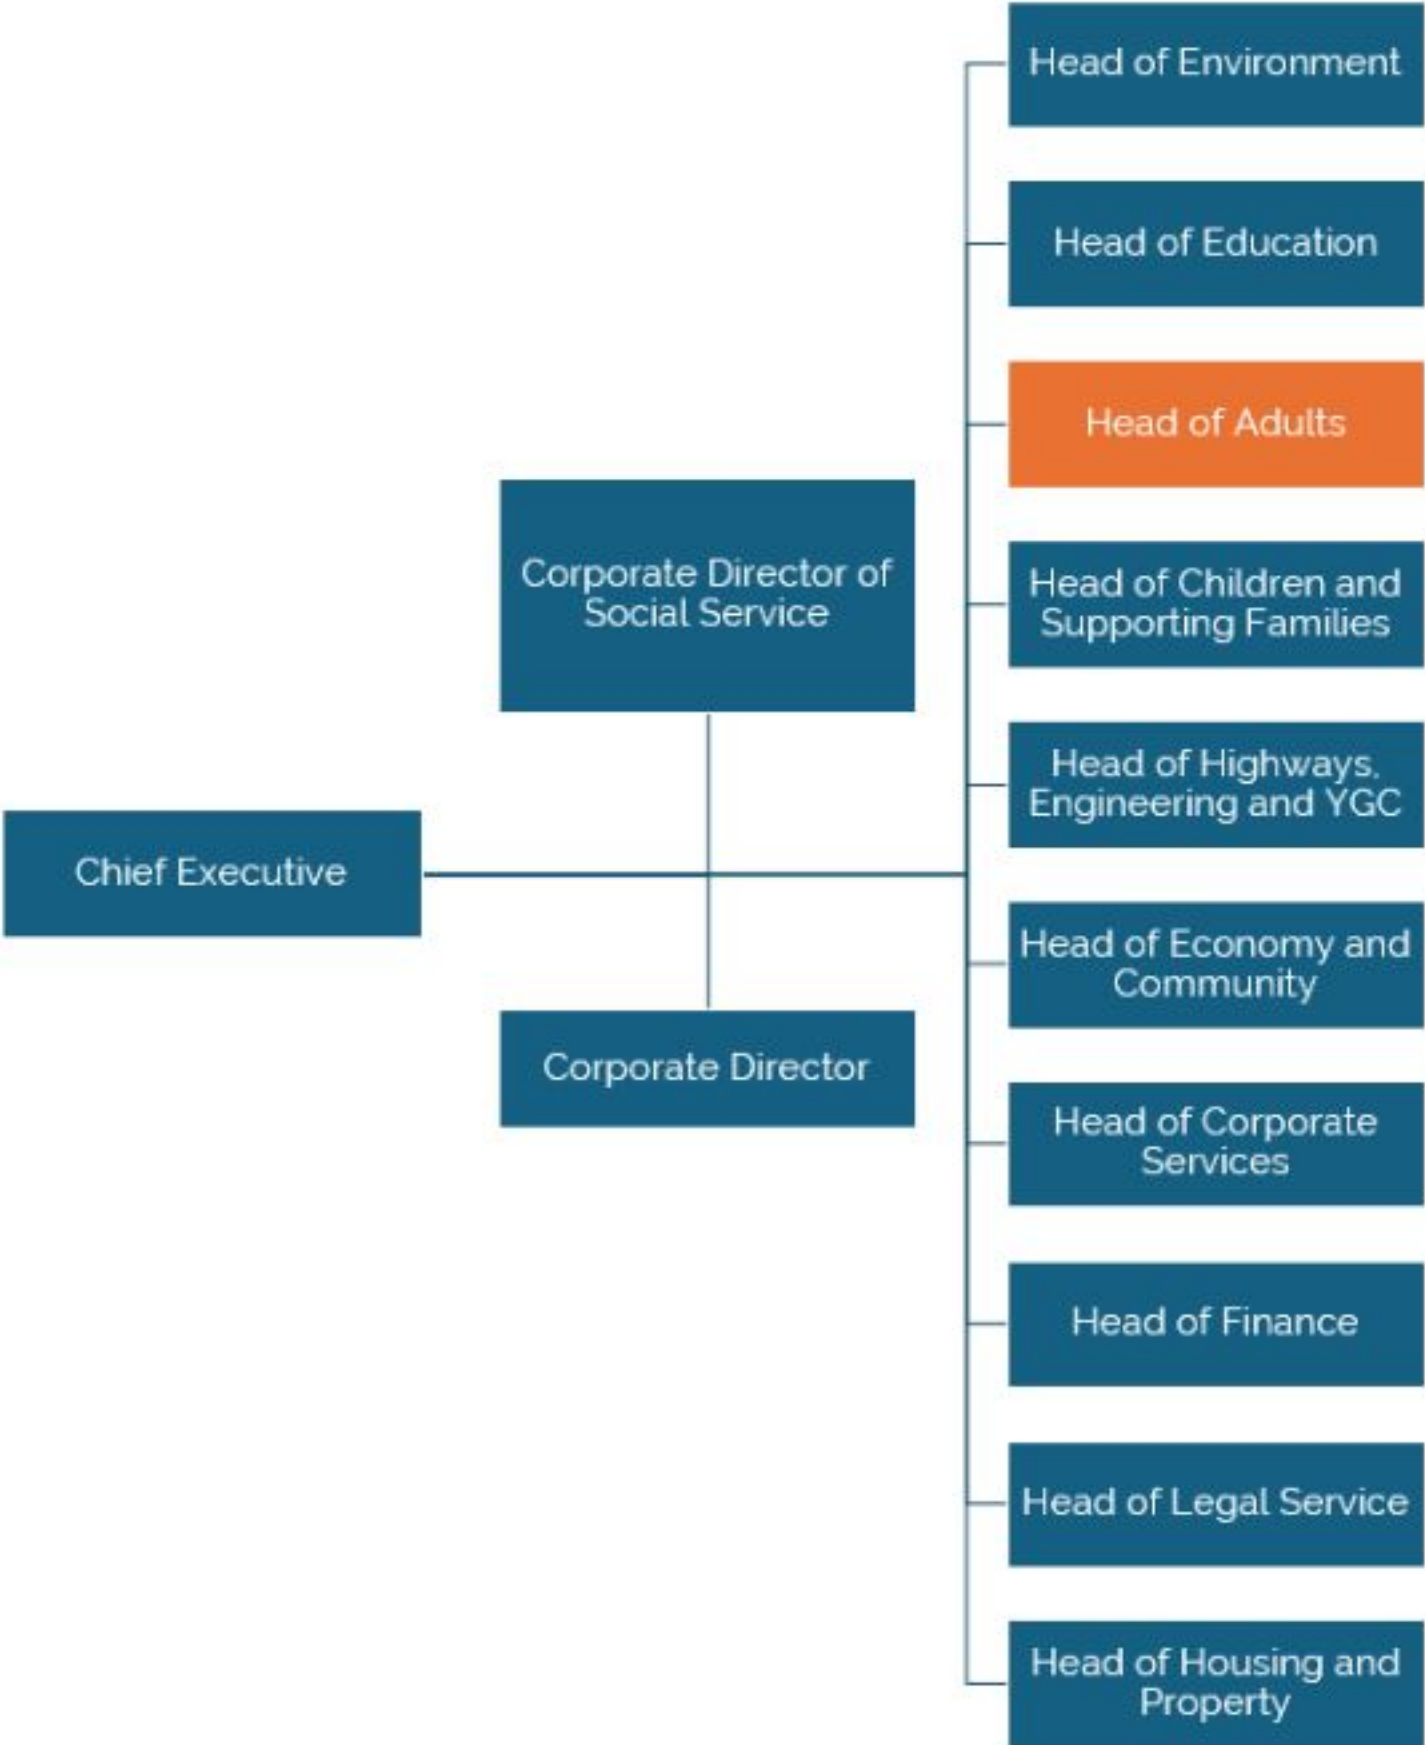 Head of Environment
Head of Education
Head of Adults
Corporate Director of
Social Service
Head of Children and
Supporting Families
Head of Highways,
Engineering and YGC
Chief Executive
Head of Economy and
Community
Corporate Director
Head of Corporate
Services
Head of Finance
Head of Legal Service
Head of Housing and
Property